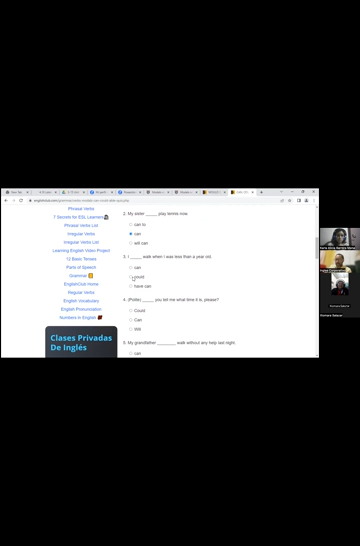 Phrasal Verbs
7 Secrets for ESL Learners
Phrasal Verbs List
Irregular Verbs
Irregular Verbs List
Learning English Video Project
12 Basic Tenses
Parts of Speech
Grammar
EnglishClub Home
Regular Verbs
English Vocabulary
English Pronunciation
Numbers in English
Clases Privadas
De Inglés
2. My sister _____ play tennis now.
can to
can
will can
3. I _____ walk when I was less than a year old.
can
could
have can
4. (Polite) _____ you tell me what time it is, please?
Could
Can
Will
5. My grandfather ________ walk without any help last night.
can